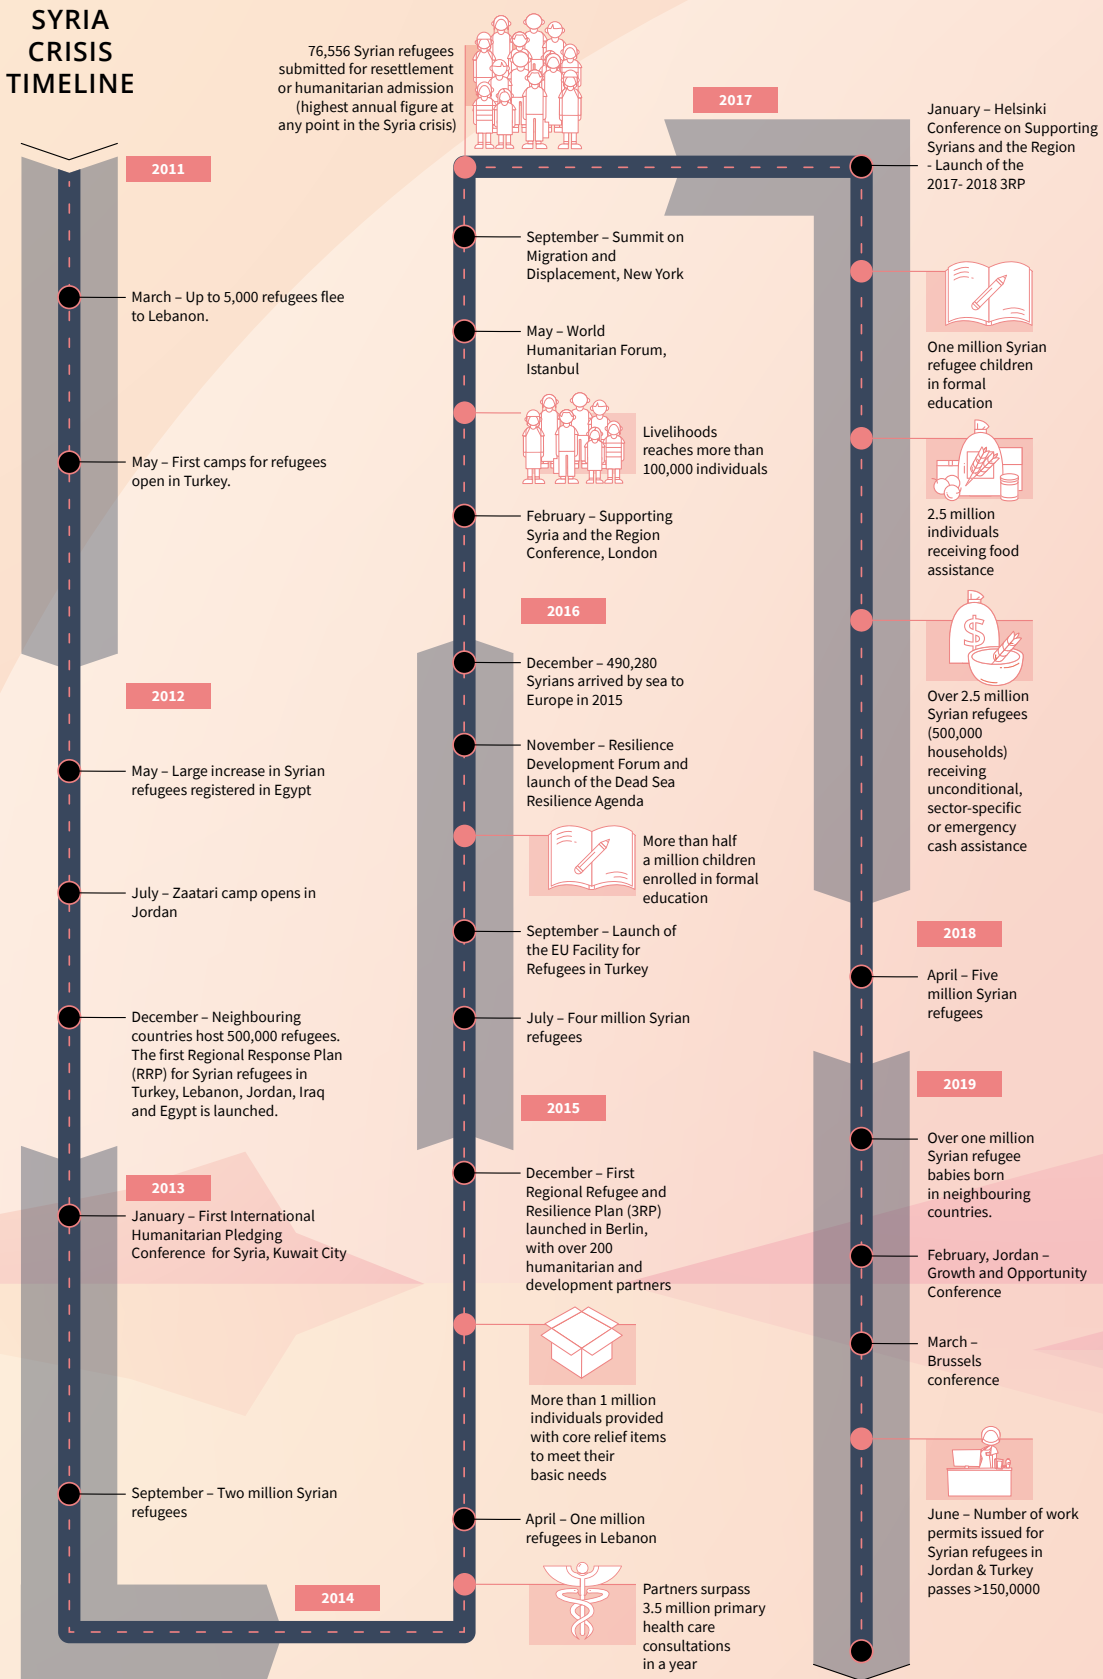 SYRIA
CRISIS
TIMELINE
2011
March – Up to 5,000 refugees flee
to Lebanon.
May – First camps for refugees
open in Turkey.
2012
May – Large increase in Syrian
refugees registered in Egypt
July – Zaatari camp opens in
Jordan
December – Neighbouring
countries host 500,000 refugees.
The first Regional Response Plan
(RRP) for Syrian refugees in
Turkey, Lebanon, Jordan, Iraq
and Egypt is launched.
2013
January – First International
Humanitarian Pledging
Conference for Syria, Kuwait City
September – Two million Syrian
refugees
2014
Partners surpass
3.5 million primary
health care
consultations
in a year
April – One million
refugees in Lebanon
More than 1 million
individuals provided
with core relief items
to meet their
basic needs
December – First
Regional Refugee and
Resilience Plan (3RP)
launched in Berlin,
with over 200
humanitarian and
development partners
2015
July – Four million Syrian
refugees
September – Launch of
the EU Facility for
Refugees in Turkey
More than half
a million children
enrolled in formal
education
November – Resilience
Development Forum and
launch of the Dead Sea
Resilience Agenda
December – 490,280
Syrians arrived by sea to
Europe in 2015
2016
February – Supporting
Syria and the Region
Conference, London
Livelihoods
reaches more than
100,000 individuals
May – World
Humanitarian Forum,
Istanbul
September – Summit on
Migration and
Displacement, New York
76,556 Syrian refugees
submitted for resettlement
or humanitarian admission
(highest annual figure at
any point in the Syria crisis)
2017
January – Helsinki
Conference on Supporting
Syrians and the Region
- Launch of the
2017- 2018 3RP
One million Syrian
refugee children
in formal
education
2.5 million
individuals
receiving food
assistance
$
Over 2.5 million
Syrian refugees
(500,000
households)
receiving
unconditional,
sector-specific
or emergency
cash assistance
2018
April – Five
million Syrian
refugees
2019
Over one million
Syrian refugee
babies born
in neighbouring
countries.
February, Jordan –
Growth and Opportunity
Conference
March –
Brussels
conference
June – Number of work
permits issued for
Syrian refugees in
Jordan & Turkey
passes >150,0000